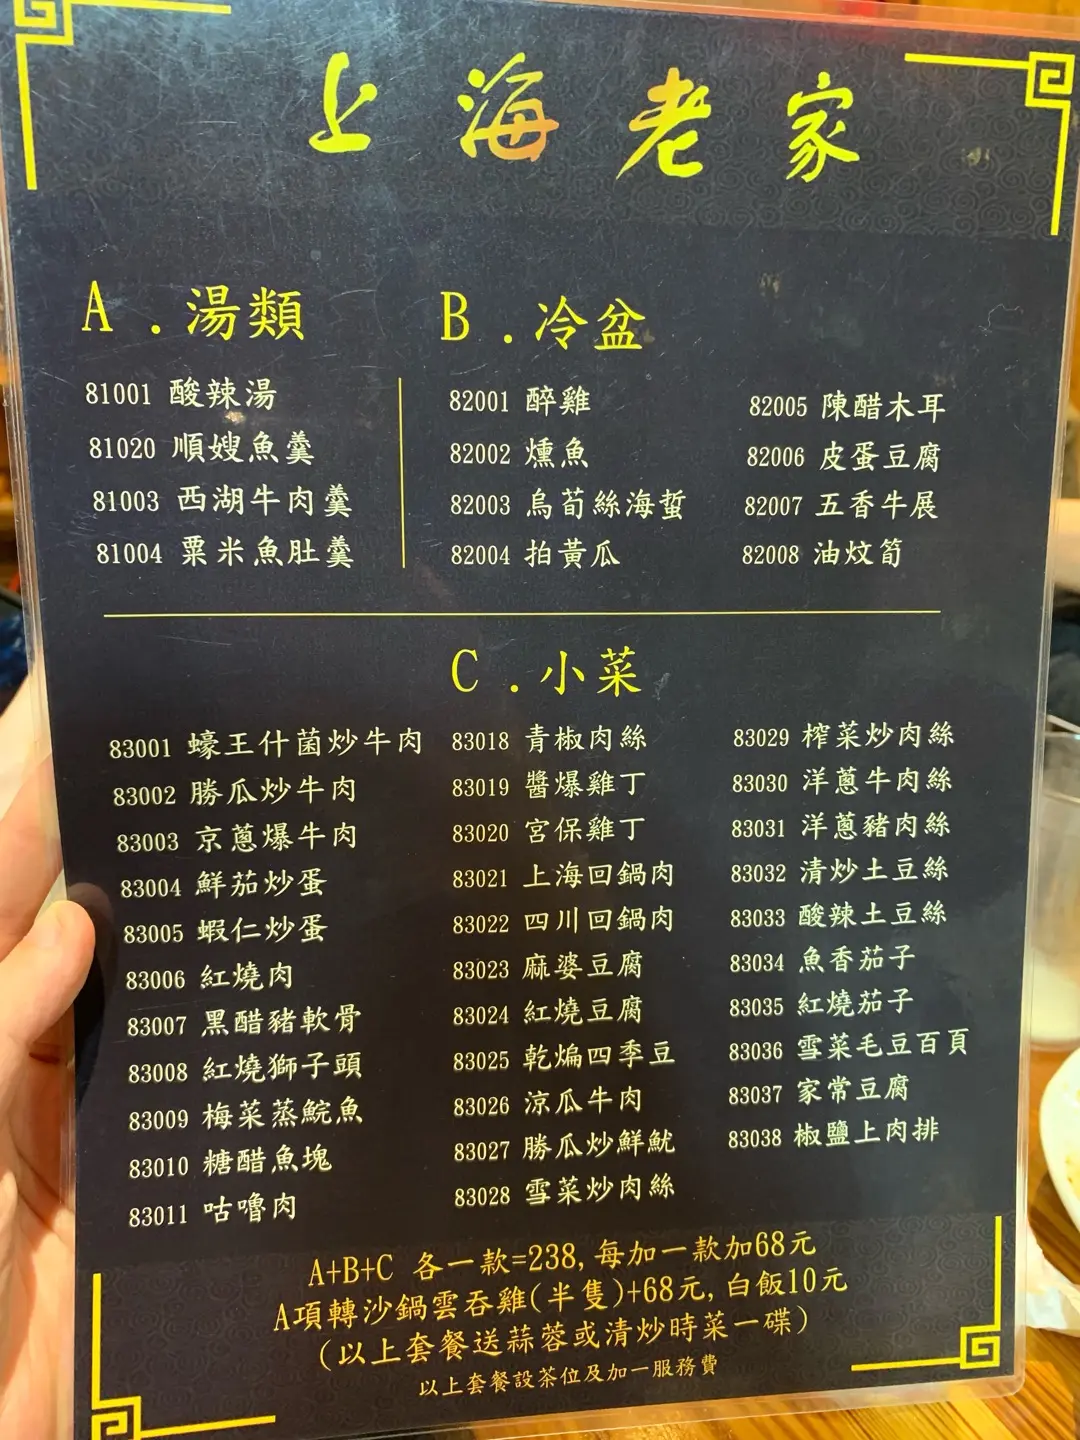 上海老家
A．湯類
81001 酸辣湯
81020 順嫂魚羹
81003 西湖牛肉羹
81004 粟米魚肚羹
B．冷盆
82001 醉雞
82002 燻魚
82003 烏荀絲海蜇
82004 拍黃瓜
82005 陳醋木耳
82006 皮蛋豆腐
82007 五香牛展
82008 油炆筍
C．小菜
83001 蠔王什菌炒牛肉
83002 勝瓜炒牛肉
83003 京蔥爆牛肉
83004 鮮茄炒蛋
83005 蝦仁炒蛋
83006 紅燒肉
83007 黑醋豬軟骨
83008 紅燒獅子頭
83009 梅菜蒸鯇魚
83010 糖醋魚塊
83011 咕嚕肉
83018 青椒肉絲
83019 醬爆雞丁
83020 宮保雞丁
83021 上海回鍋肉
83022 四川回鍋肉
83023 麻婆豆腐
83024 紅燒豆腐
83025 乾煸四季豆
83026 涼瓜牛肉
83027 勝瓜炒鮮魷
83028 雪菜炒肉絲
83029 榨菜炒肉絲
83030 洋蔥牛肉絲
83031 洋蔥豬肉絲
83032 清炒土豆絲
83033 酸辣土豆絲
83034 魚香茄子
83035 紅燒茄子
83036 雪菜毛豆百頁
83037 家常豆腐
83038 椒鹽上肉排
A+B+C 各一款=238, 每加一款加68元
A項轉沙鍋雲吞雞(半隻)+68元, 白飯10元
(以上套餐送蒜蓉或清炒時菜一碟)
以上套餐設茶位及加一服務費